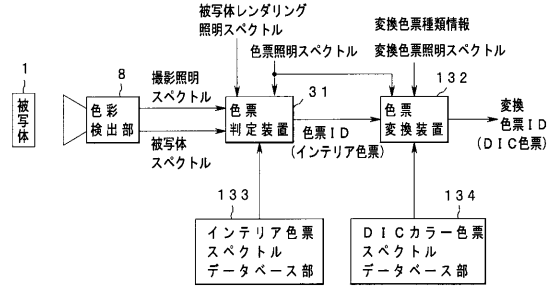 被写体レンダリング
照明スペクトル
色票照明スペクトル
変換色票種類情報
変換色票照明スペクトル
1
被写体
8
色彩
検出部
撮影照明
スペクトル
被写体
スペクトル
31
色票
判定装置
色票ID
(インテリア色票)
132
色票
変換装置
変換
色票ID
(DIC色票)
133
インテリア色票
スペクトル
データベース部
134
DICカラー色票
スペクトル
データベース部